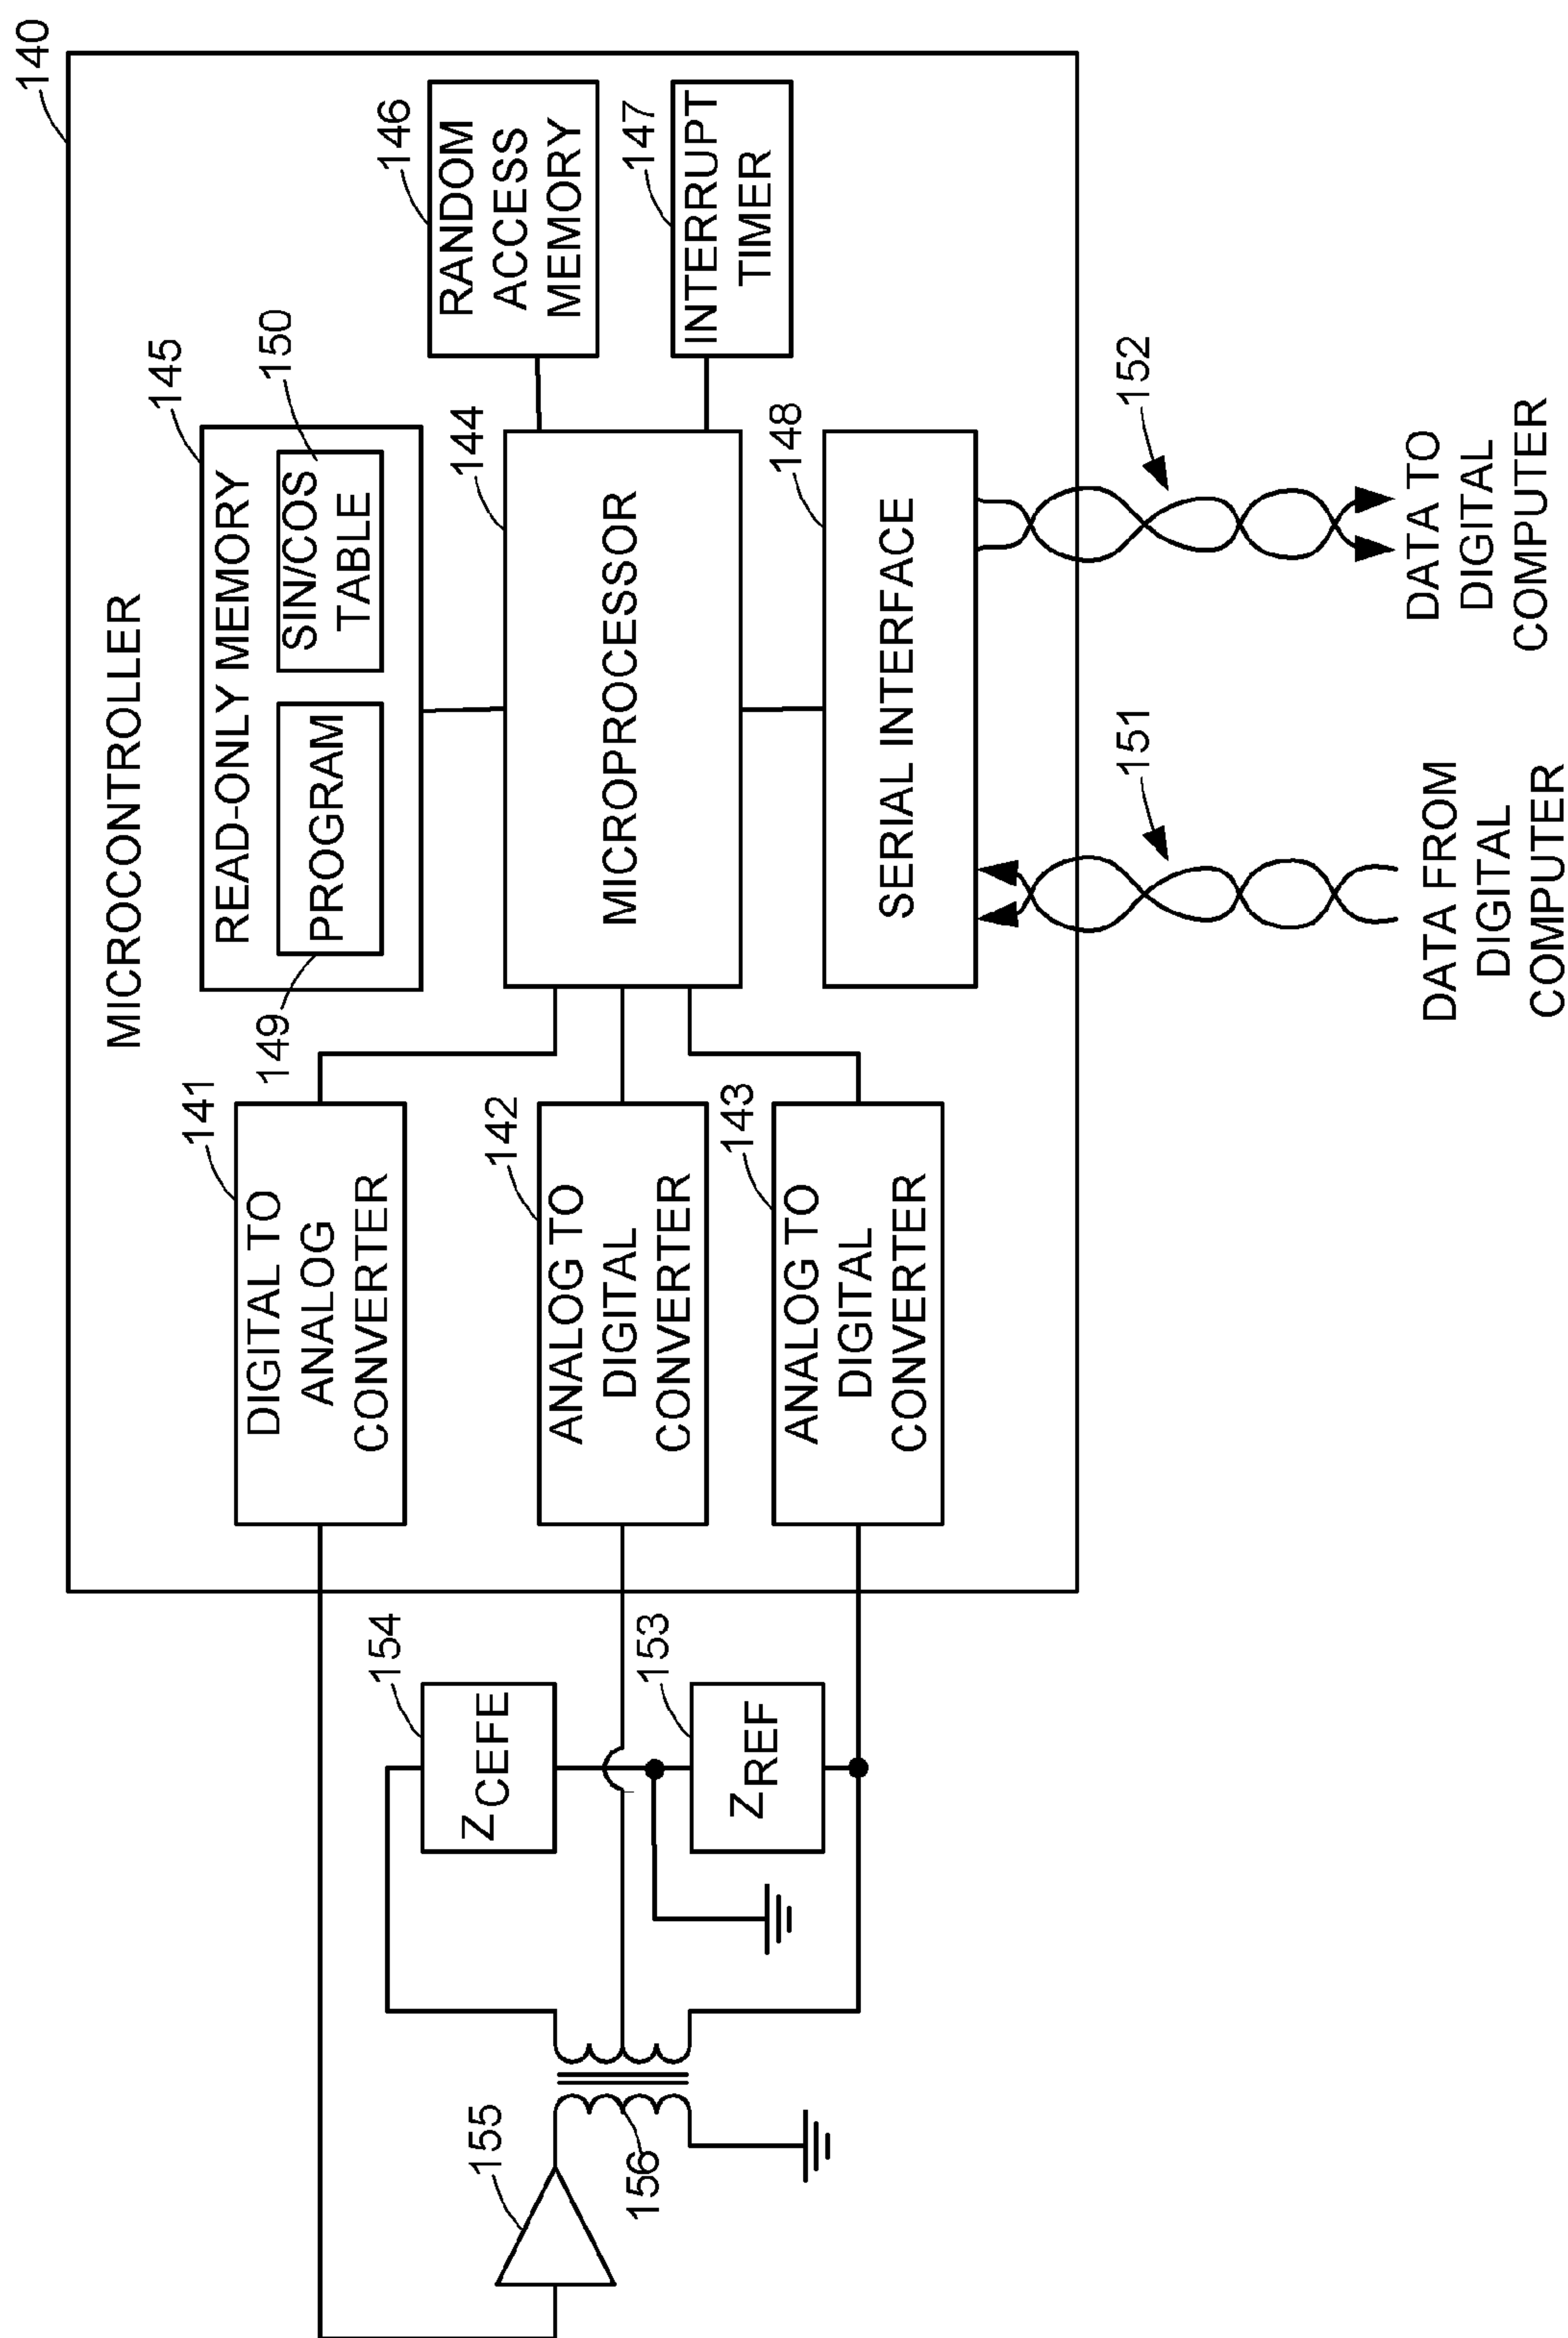 140
MICROCONTROLLER
145
READ-ONLY MEMORY
149
PROGRAM
150
SIN/COS
TABLE
141
DIGITAL TO
ANALOG
CONVERTER
146
RANDOM
ACCESS
MEMORY
154
Z CEFE
142
ANALOG TO
DIGITAL
CONVERTER
144
MICROPROCESSOR
147
INTERRUPT
TIMER
155
156
153
Z REF
143
ANALOG TO
DIGITAL
CONVERTER
148
SERIAL INTERFACE
151
152
DATA FROM
DIGITAL
COMPUTER
DATA TO
DIGITAL
COMPUTER